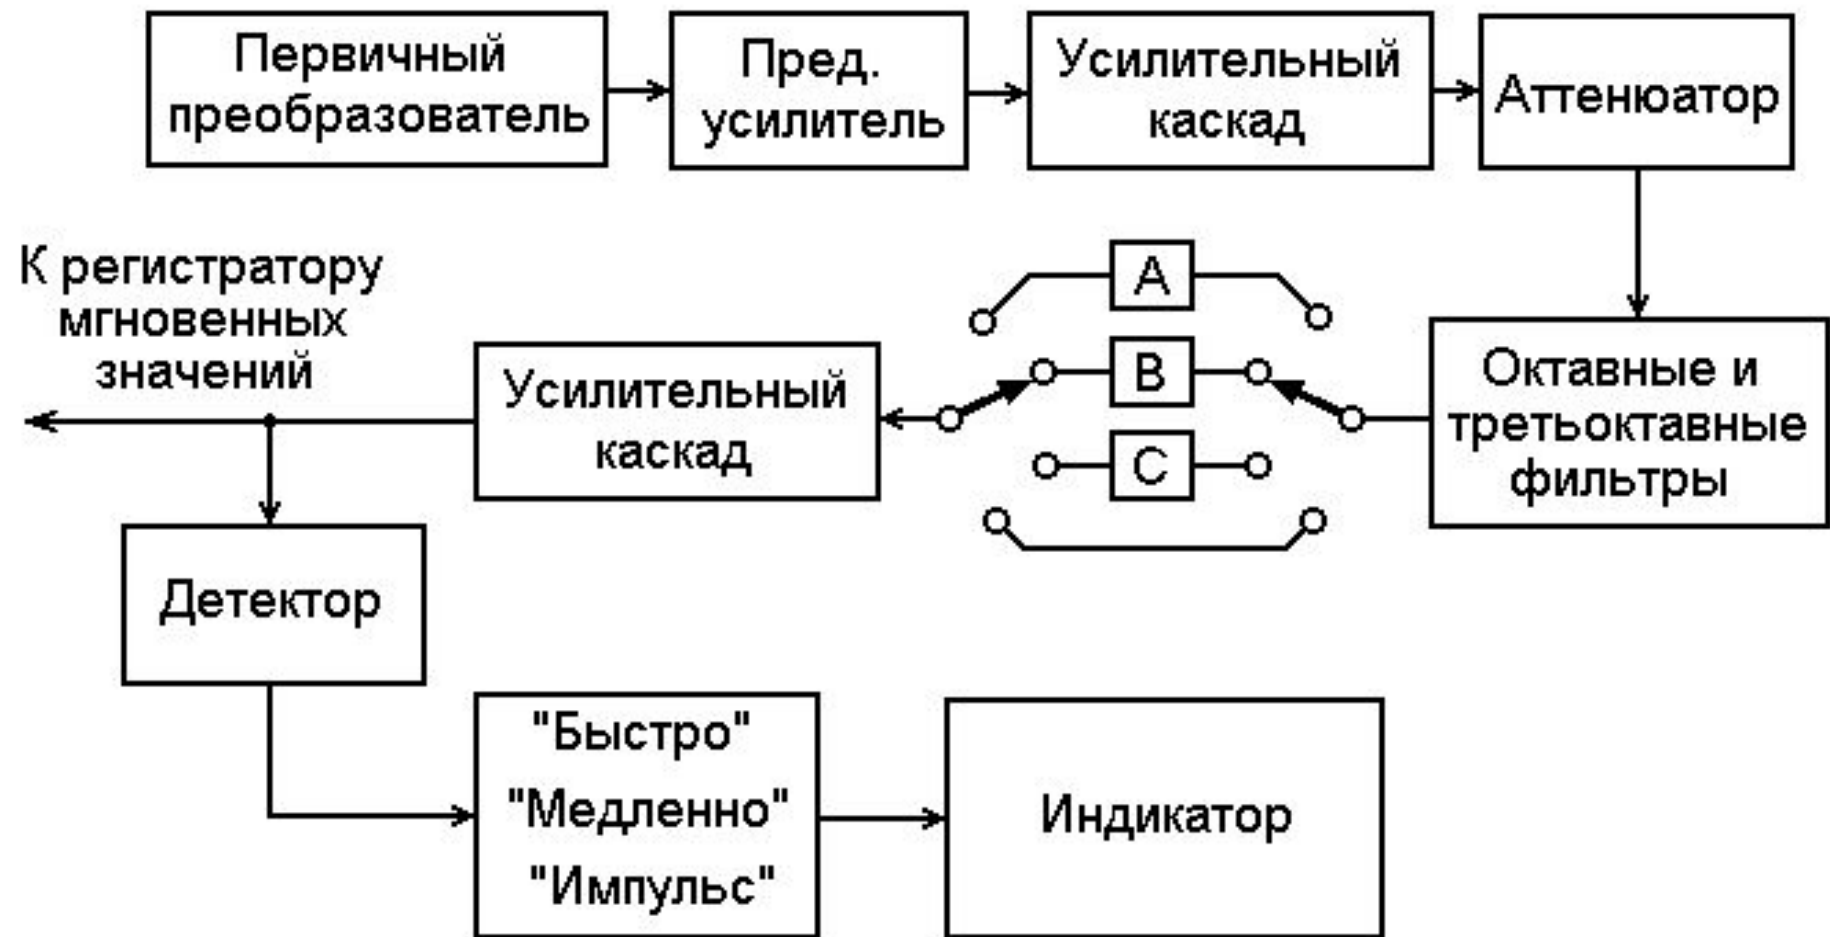 Первичный
преобразователь
Пред.
усилитель
Усилительный
каскад
Аттенюатор
К регистратору
мгновенных
значений
Усилительный
каскад
A
B
C
Октавные и
третьоктавные
фильтры
Детектор
"Быстро"
"Медленно"
"Импульс"
Индикатор